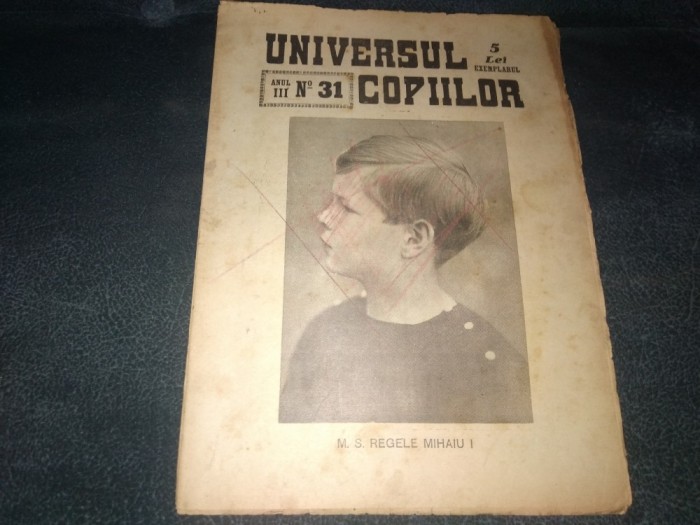 UNIVERSUL
5
Lei
EXEMPLARUL
ANUL
III Nº 31
COPIILOR
M. S. REGELE MIHAIU I